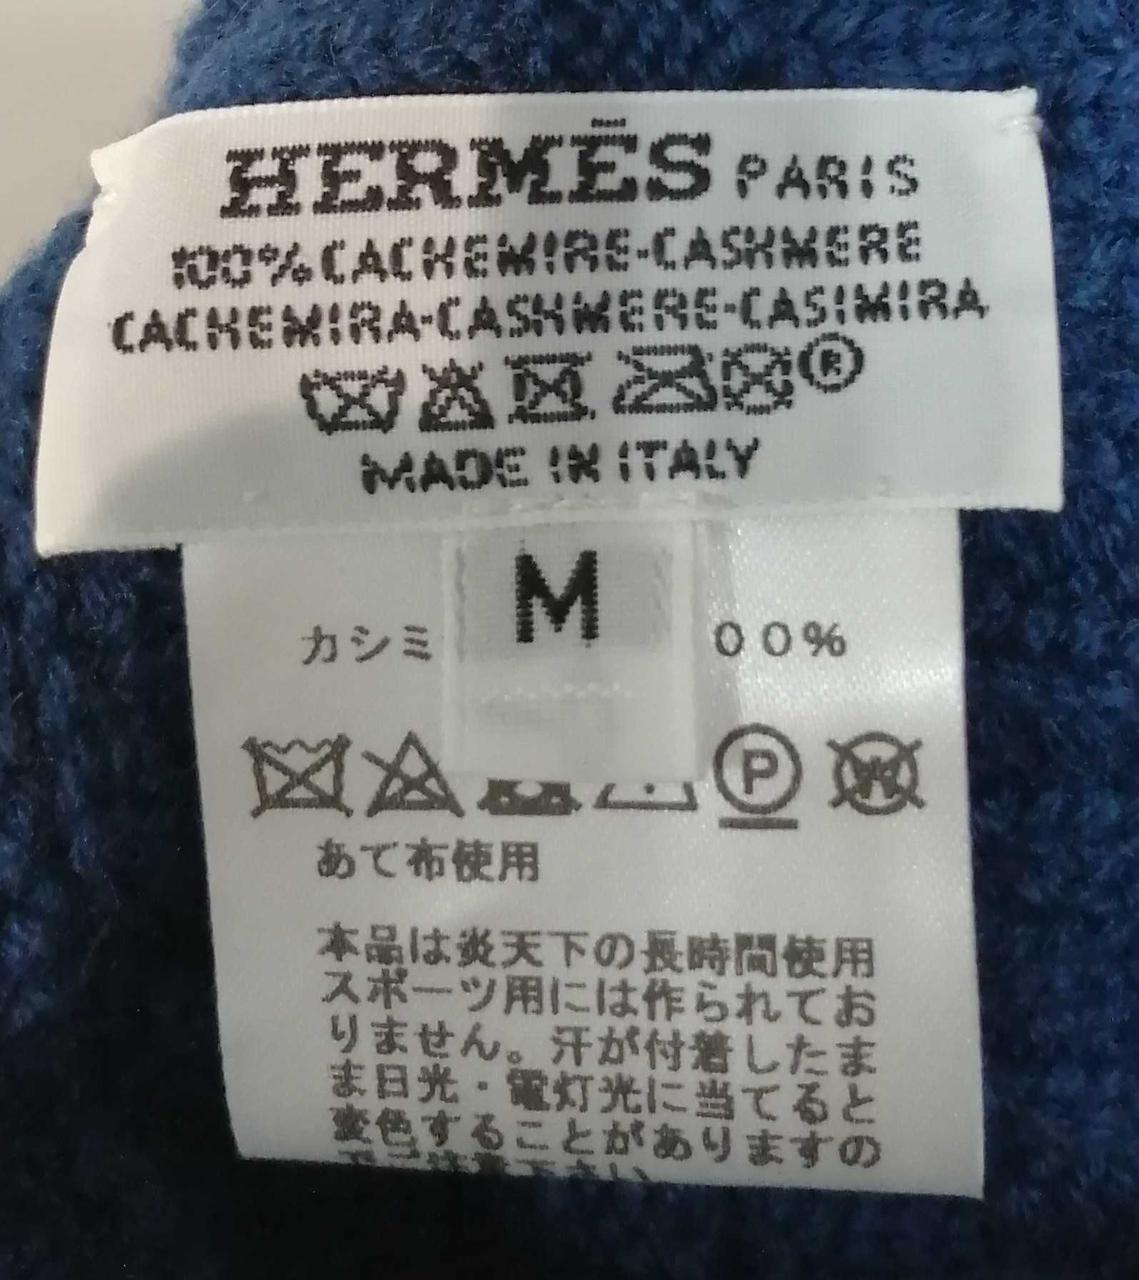 HERMÈS PARIS
100% CACHEMIRE-CASHMERE
CACHEMIRA-CASHMERE-CASIMIRA
®
MADE IN ITALY
M
カシミ 00%
P W
あて布使用
本品は炎天下の長時間使用
スポーツ用には作られてお
りません。汗が付着したま
ま日光・電灯光に当てると
変色することがありますの